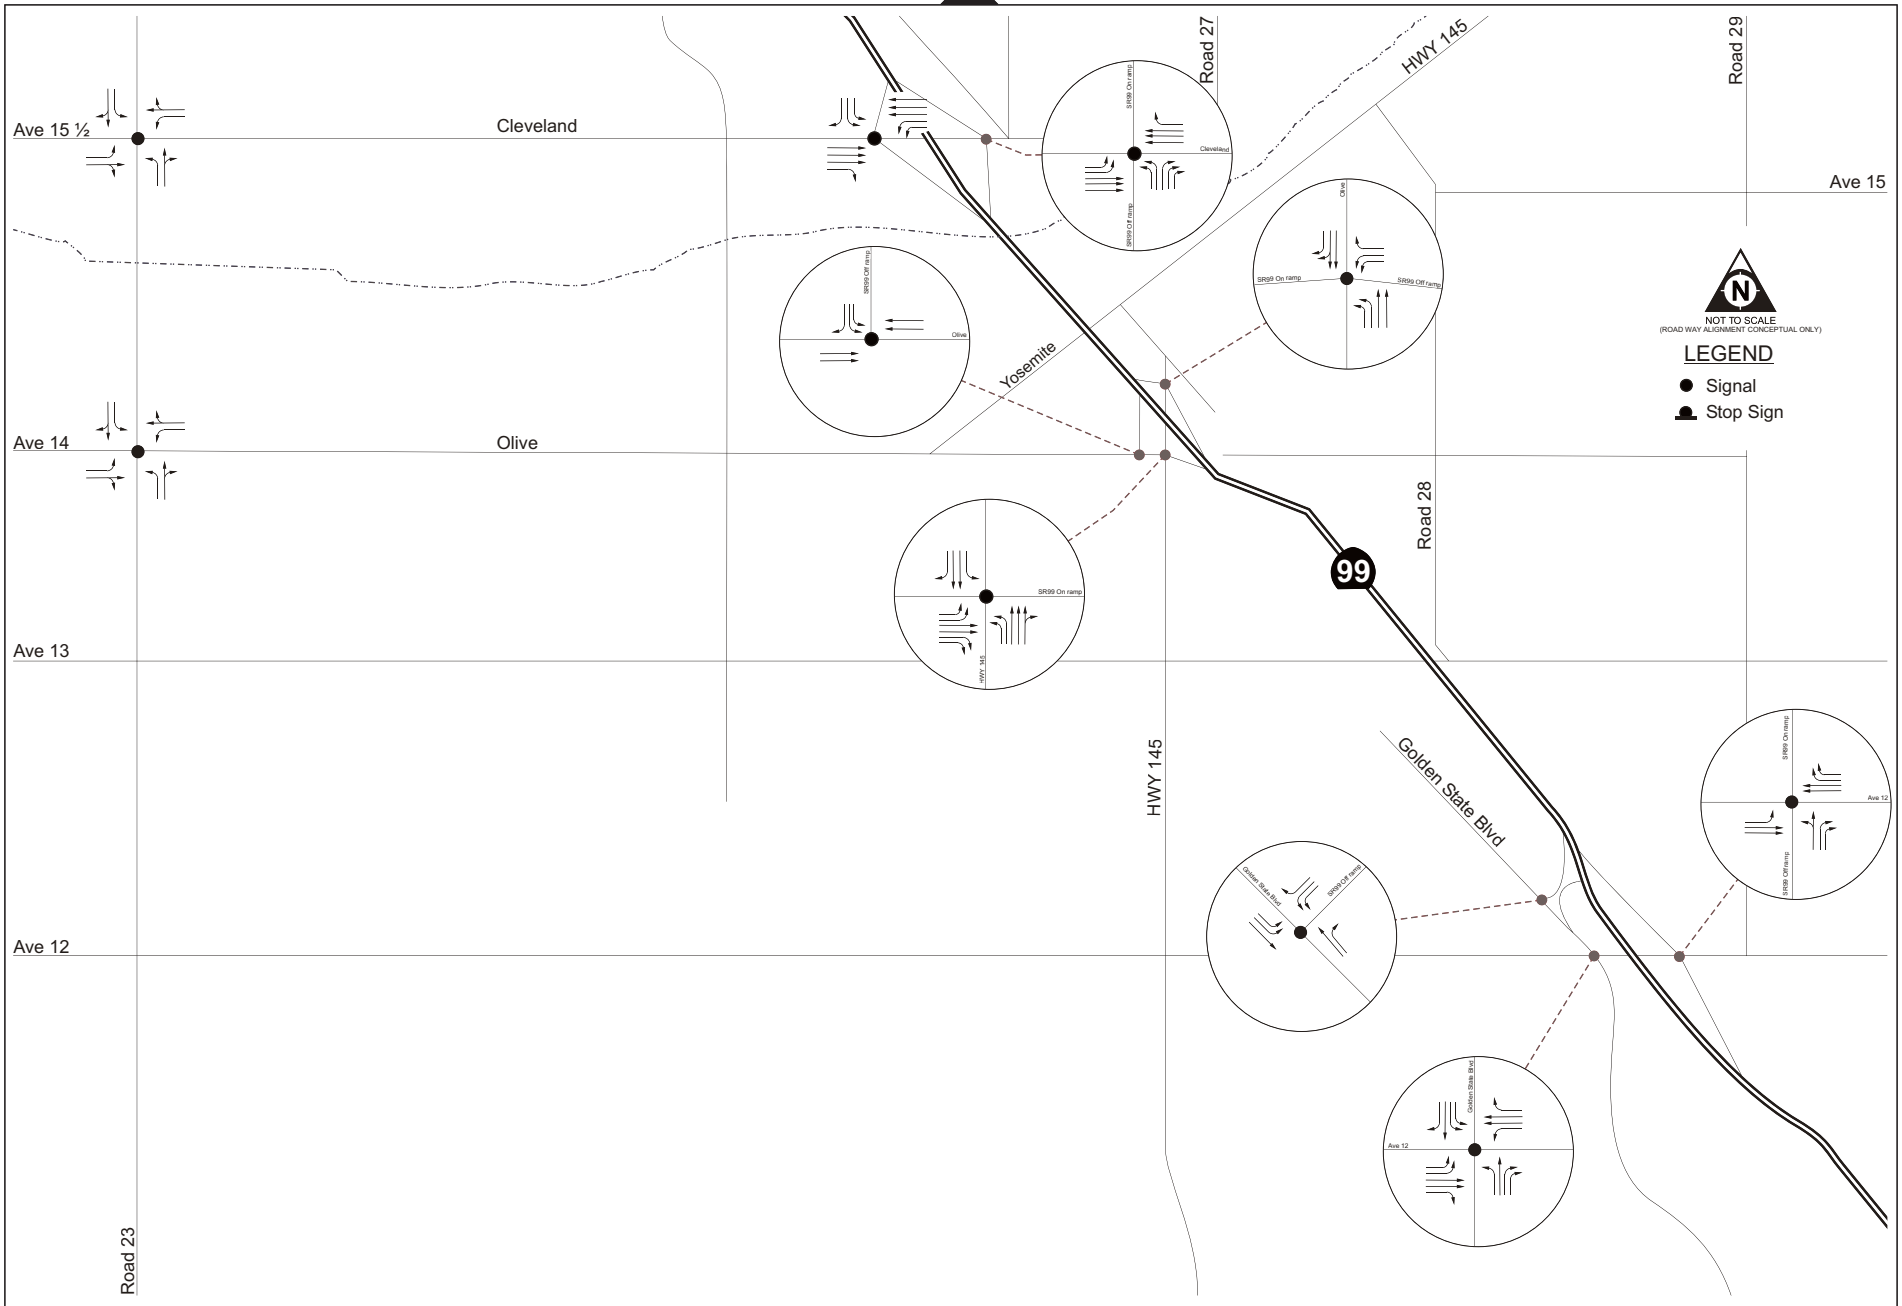 Road 27
HWY 145
Road 29
Ave 15 ½
Cleveland
SR99 On ramp
Cleveland
SR99 Off ramp
Ave 15
Olive
SR99 On ramp
SR99 Off ramp
SR99 Off ramp
Olive
N
NOT TO SCALE
(ROAD WAY ALIGNMENT CONCEPTUAL ONLY)
LEGEND
Signal
Stop Sign
Yosemite
Ave 14
Olive
Road 28
99
SR99 On ramp
HWY 145
Ave 13
HWY 145
Golden State Blvd
SR99 On ramp
Ave 12
SR99 Off ramp
Golden State Blvd
SR99 Off ramp
Ave 12
Golden State Blvd
Ave 12
Road 23